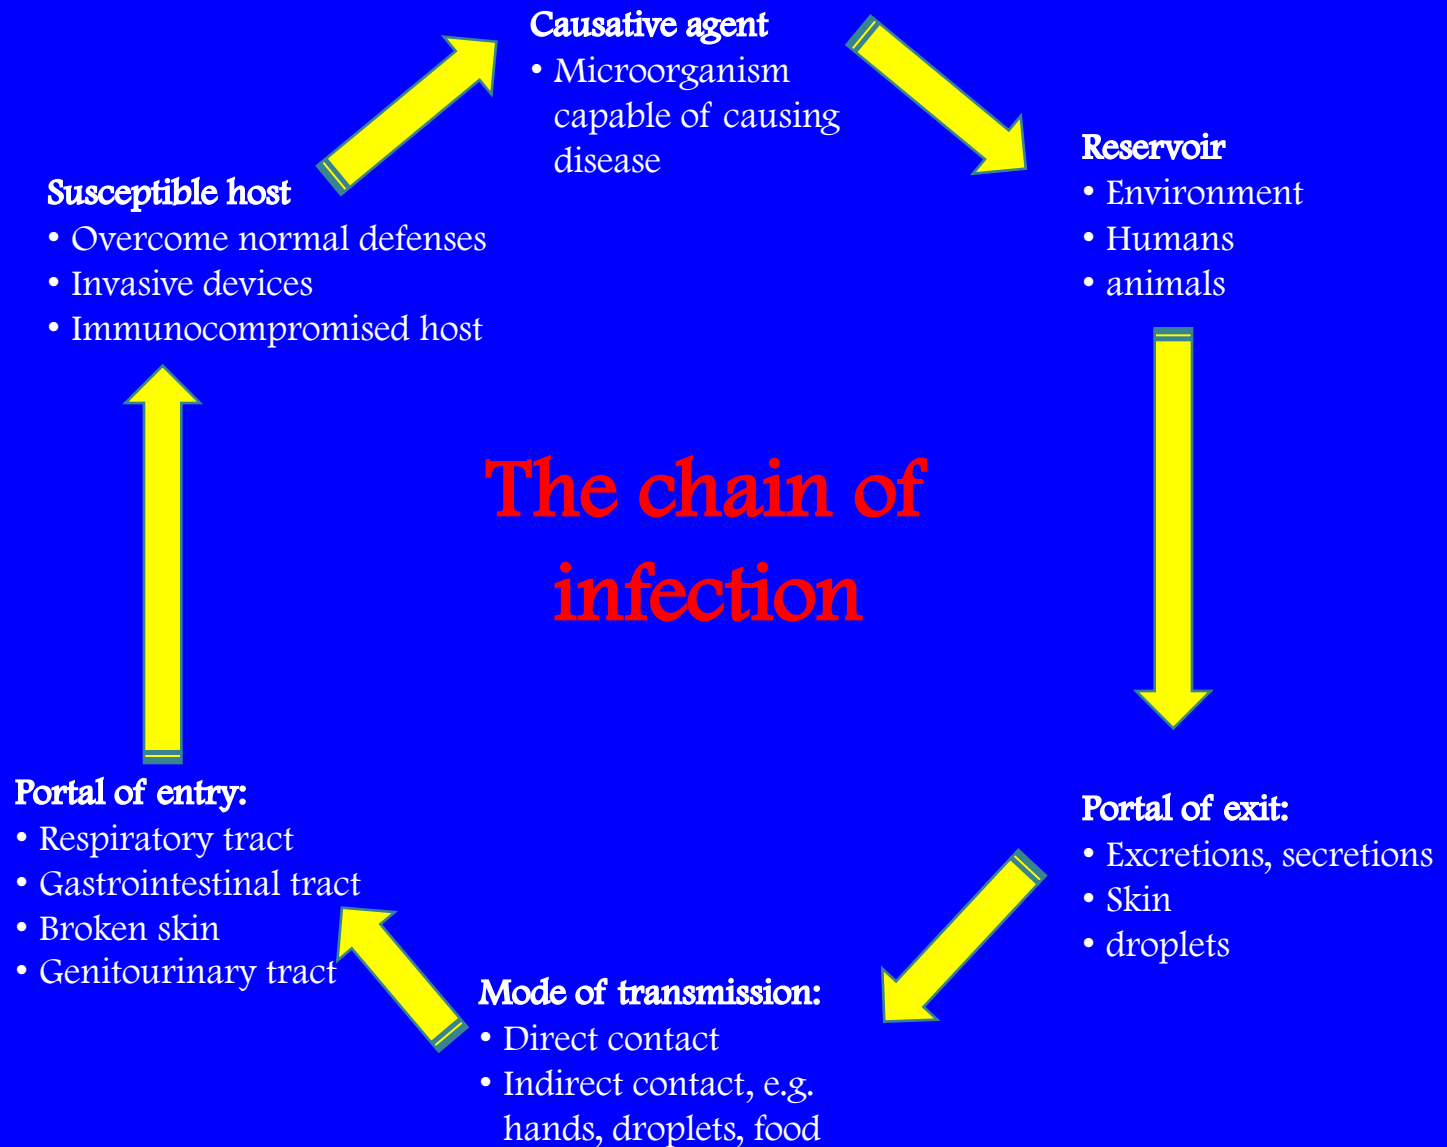 Causative agent
• Microorganism
capable of causing
disease
Reservoir
• Environment
• Humans
• animals
Susceptible host
• Overcome normal defenses
• Invasive devices
• Immunocompromised host
The chain of
infection
Portal of entry:
• Respiratory tract
• Gastrointestinal tract
• Broken skin
• Genitourinary tract
Portal of exit:
• Excretions, secretions
• Skin
• droplets
Mode of transmission:
• Direct contact
• Indirect contact, e.g.
hands, droplets, food